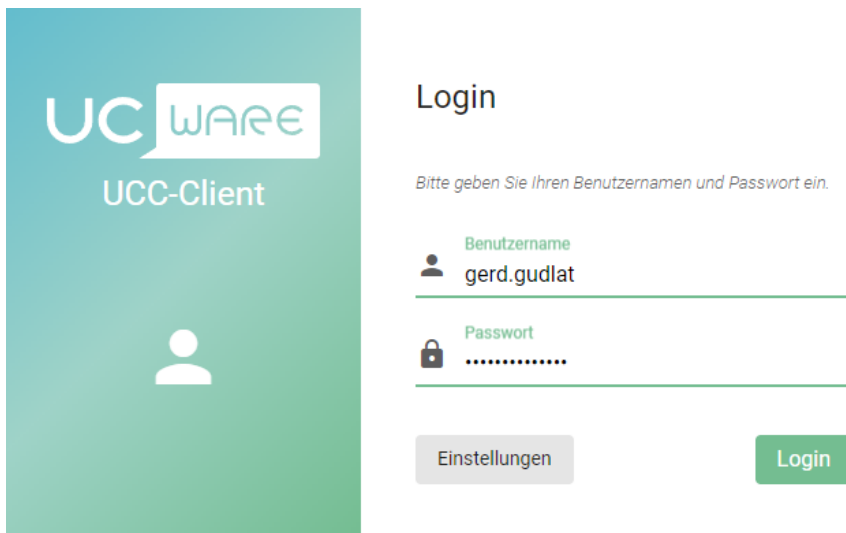 UC WARE
UCC-Client
Login
Bitte geben Sie Ihren Benutzernamen und Passwort ein.
Benutzername
gerd.gudlat
Passwort
••••••••••••••
Einstellungen
Login